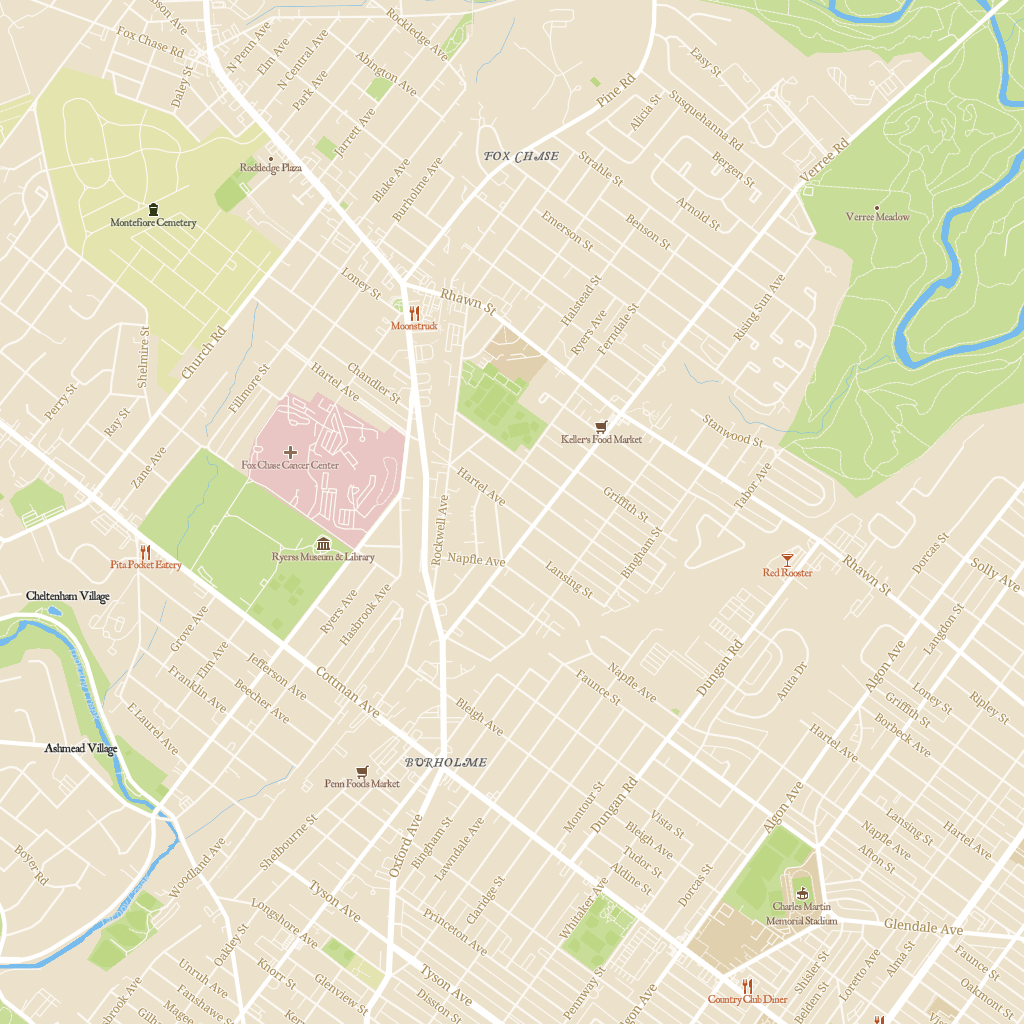 Fox Chase Rd
Daley St
N Penn Ave
Elm Ave
N Central Ave
Park Ave
Rockledge Ave
Abington Ave
Jarrett Ave
Blake Ave
Burholme Ave
Easy St
Pine Rd
Alicia St
Susquehanna Rd
Bergen St
Verree Rd
FOX CHASE
Strahle St
Arnold St
Rockledge Plaza
Montefiore Cemetery
Verree Meadow
Emerson St
Benson St
Loney St
Rhawn St
Halstead St
Ryers Ave
Ferndale St
Rising Sun Ave
Moonstruck
Shelmire St
Church Rd
Perry St
Ray St
Fillmore St
Hartel Ave
Chandler St
Zane Ave
Fox Chase Cancer Center
Keller's Food Market
Stanwood St
Tabor Ave
Hartel Ave
Griffith St
Rockwell Ave
Bingham St
Napfle Ave
Lansing St
Pita Pocket Eatery
Ryerss Museum & Library
Red Rooster
Rhawn St
Dorcas St
Solly Ave
Cheltenham Village
Grove Ave
Elm Ave
Ryers Ave
Hasbrook Ave
Franklin Ave
Jefferson Ave
Beecher Ave
E Laurel Ave
Cottman Ave
Langdon St
Algon Ave
Dungan Rd
Anita Dr
Napfle Ave
Faunce St
Loney St
Griffith St
Borbeck Ave
Ripley St
Hartel Ave
Bleigh Ave
Ashmead Village
BURHOLME
Penn Foods Market
Montour St
Dungan Rd
Algon Ave
Vista St
Bleigh Ave
Tudor St
Aldine St
Lansing St
Napfle Ave
Afton St
Hartel Ave
Boyer Rd
Woodland Ave
Shelbourne St
Oxford Ave
Bingham St
Lawndale Ave
Claridge St
Tyson Ave
Princeton Ave
Whitaker Ave
Dorcas St
Charles Martin
Memorial Stadium
Glendale Ave
Longshore Ave
Oakley St
Unruh Ave
Fanshawe St
Magee
Knorr St
Glenview St
Tyson Ave
Disston St
Pennway St
Country Club Diner
Shisler St
Belden St
Loretto Ave
Alma St
Faunce St
Oakmont St